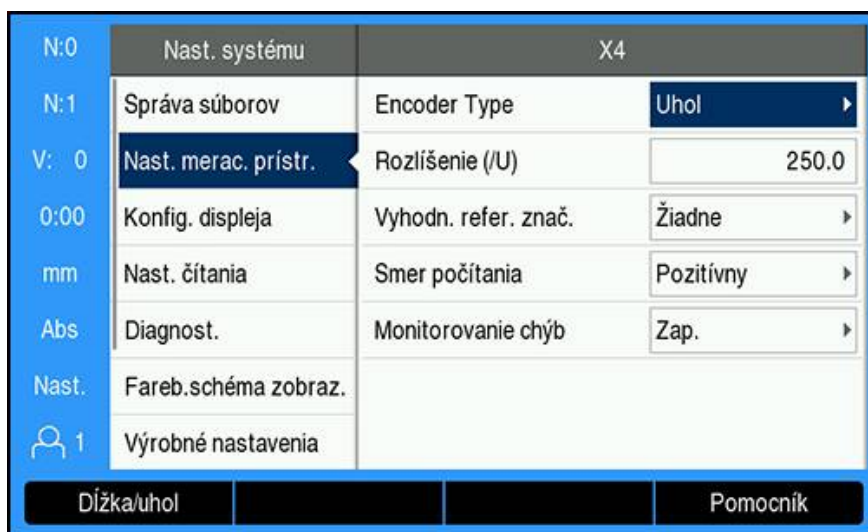 N:0
N:1
V: 0
0:00
mm
Abs
Nast.
1
Nast. systému
Správa súborov
Nast. merac. prístr.
Konfig. displeja
Nast. čítania
Diagnost.
Fareb.schéma zobraz.
Výrobné nastavenia
X4
Encoder Type Uhol
Rozlíšenie (/U) 250.0
Vyhodn. refer. znač. Žiadne
Smer počítania Pozitívny
Monitorovanie chýb Zap.
Dĺžka/uhol Pomocník